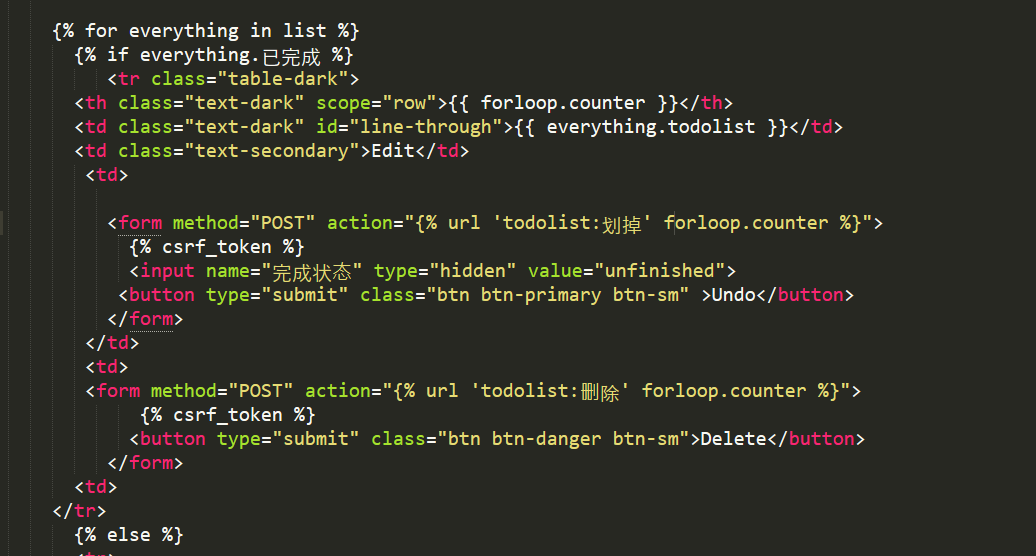 {% for everything in list %}
{% if everything.已完成 %}
<tr class="table-dark">
<th class="text-dark" scope="row">{{ forloop.counter }}</th>
<td class="text-dark" id="line-through">{{ everything.todolist }}</td>
<td class="text-secondary">Edit</td>
<td>
<form method="POST" action="{% url 'todolist:划掉' forloop.counter %}">
{% csrf_token %}
<input name="完成状态" type="hidden" value="unfinished">
<button type="submit" class="btn btn-primary btn-sm" >Undo</button>
</form>
</td>
<td>
<form method="POST" action="{% url 'todolist:删除' forloop.counter %}">
{% csrf_token %}
<button type="submit" class="btn btn-danger btn-sm">Delete</button>
</form>
<td>
</tr>
{% else %}